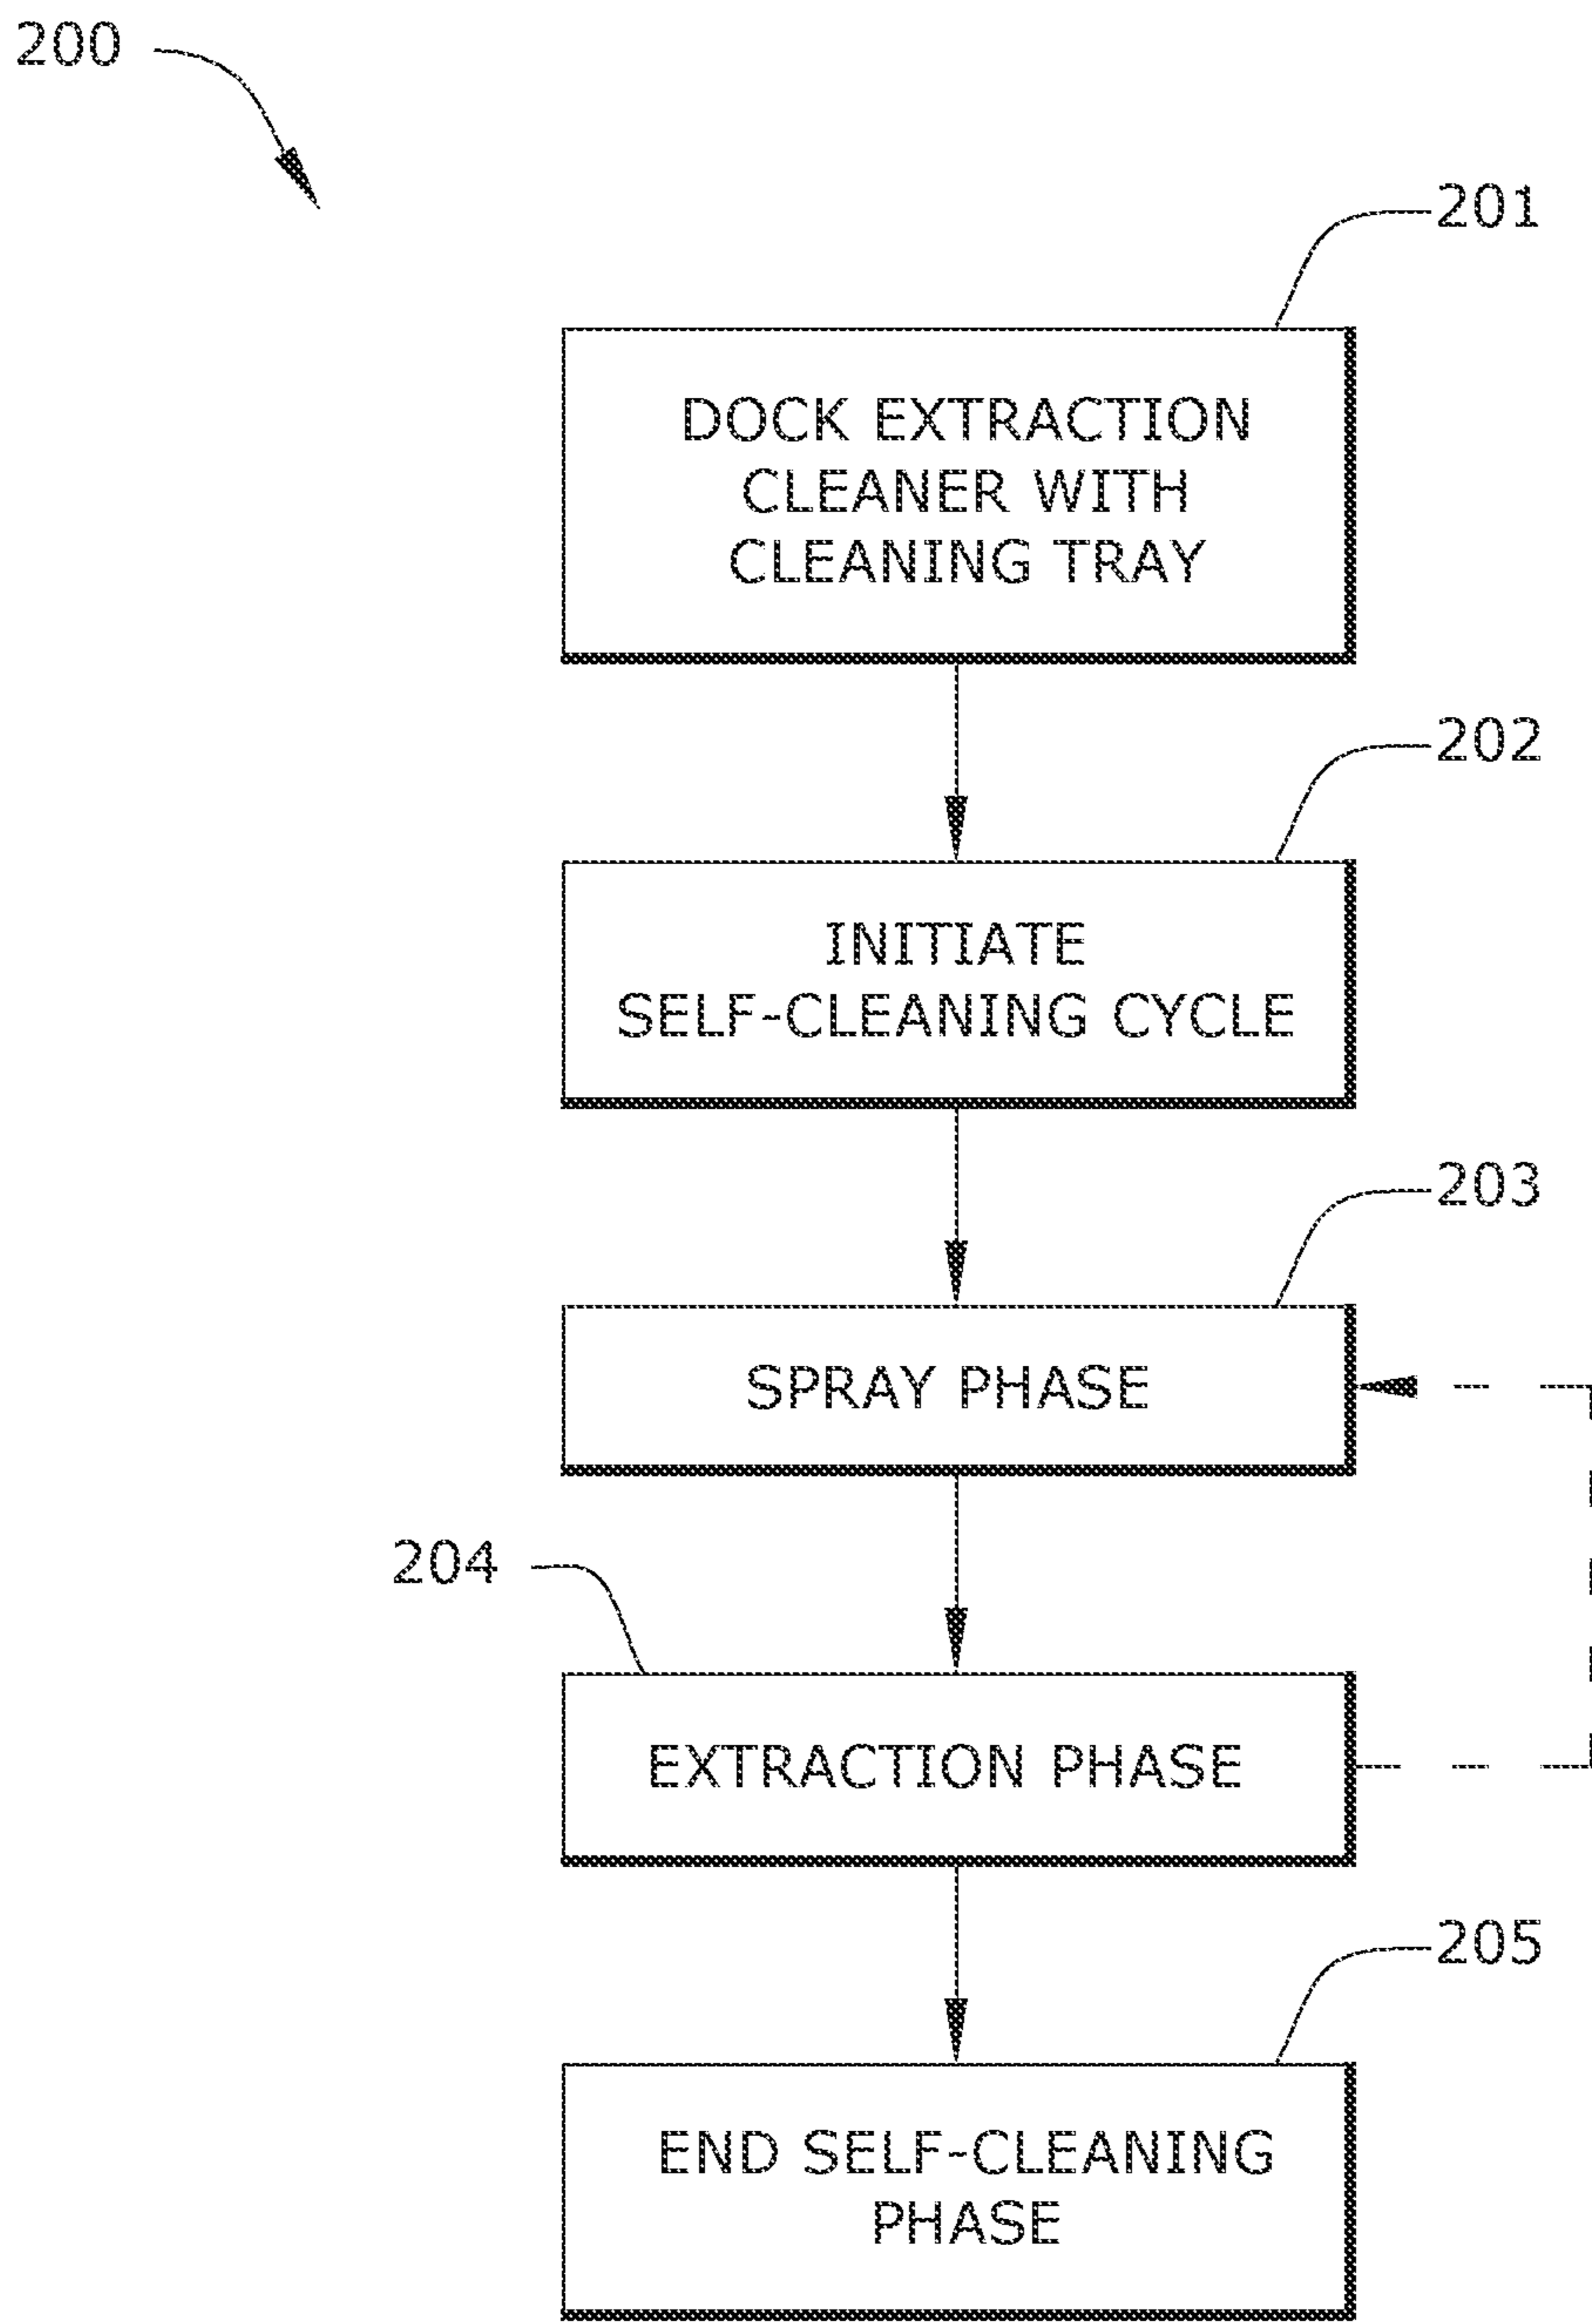 200
201
DOCK EXTRACTION
CLEANER WITH
CLEANING TRAY
202
INITIATE
SELF-CLEANING CYCLE
203
SPRAY PHASE
204
EXTRACTION PHASE
205
END SELF-CLEANING
PHASE